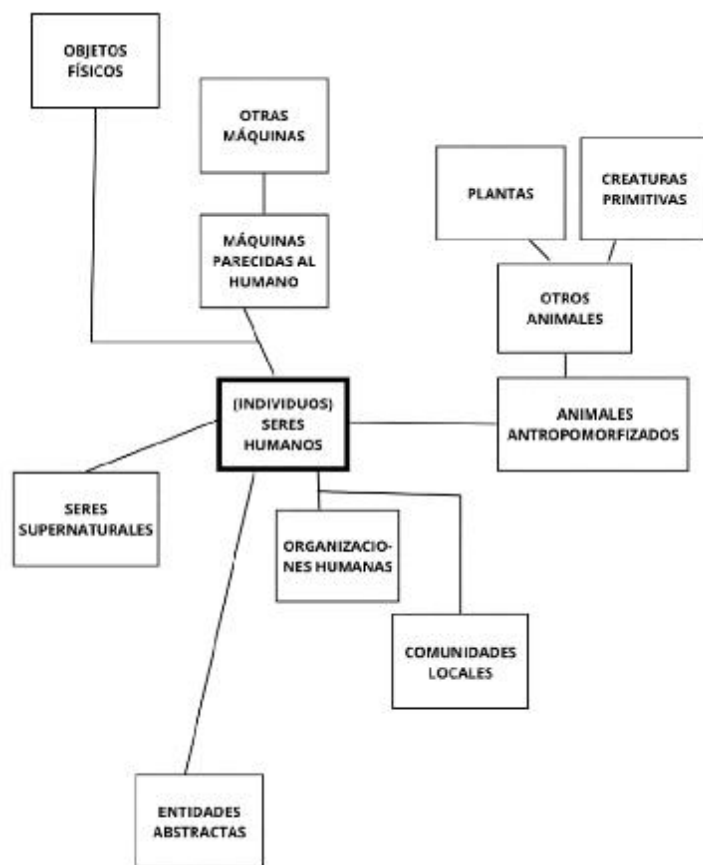 OBJETOS
FÍSICOS
OTRAS
MÁQUINAS
PLANTAS
CREATURAS
PRIMITIVAS
MÁQUINAS
PARECIDAS AL
HUMANO
OTROS
ANIMALES
(INDIVIDUOS)
SERES
HUMANOS
ANIMALES
ANTROPOMORFIZADOS
SERES
SUPERNATURALES
ORGANIZACIO-
NES HUMANAS
COMUNIDADES
LOCALES
ENTIDADES
ABSTRACTAS